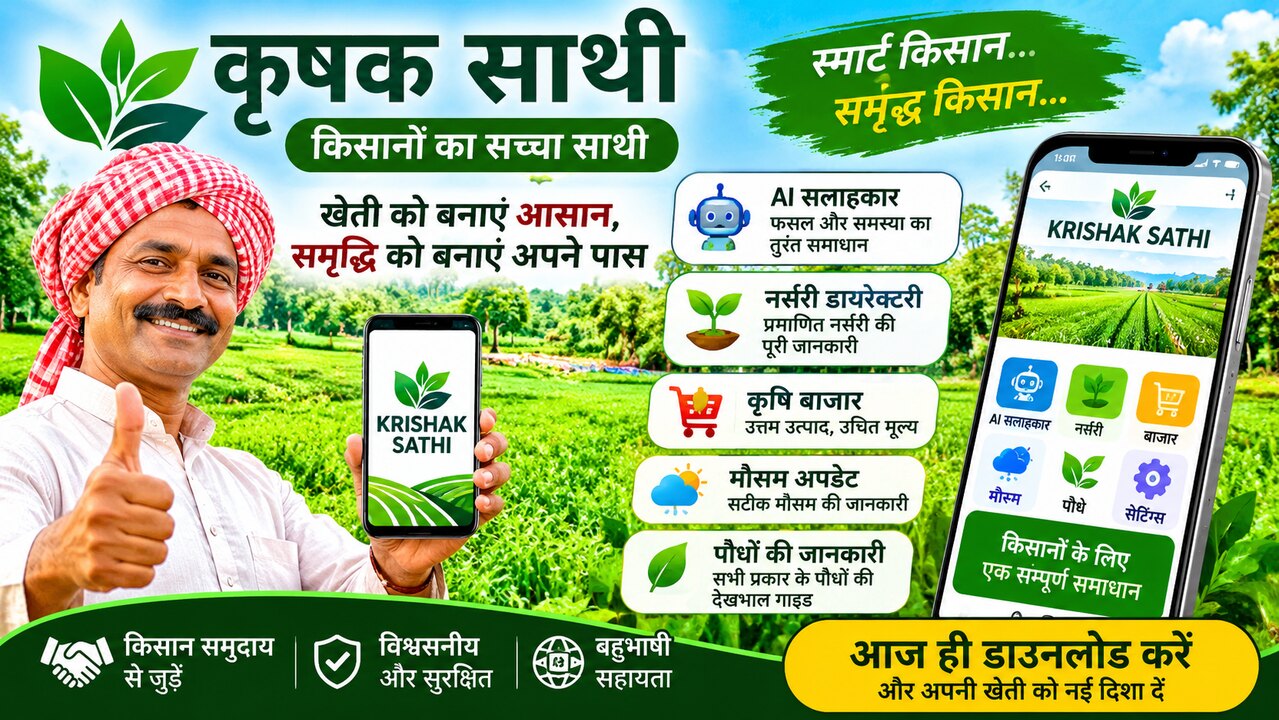 कृषक साथी
किसानों का सच्चा साथी
खेती को बनाएं आसान,
समृद्धि को बनाएं अपने पास
स्मार्ट किसान...
समृद्ध किसान...
KRISHAK
SATHI
AI सलाहकार
फसल और समस्या का
तुरंत समाधान
नर्सरी डायरेक्टरी
प्रमाणित नर्सरी की
पूरी जानकारी
कृषि बाजार
उत्तम उत्पाद, उचित मूल्य
मौसम अपडेट
सटीक मौसम की जानकारी
पौधों की जानकारी
सभी प्रकार के पौधों की
देखभाल गाइड
KRISHAK SATHI
AI सलाहकार
नर्सरी
बाजार
मौस्म
पौधे
सेटिंग्स
किसानों के लिए
एक संम्पूर्ण समाधान
किसान समुदाय
से जुड़ें
विश्वसनीय
और सुरक्षित
बहुभाषी
सहायता
आज ही डाउनलोड करें
और अपनी खेती को नई दिशा दें